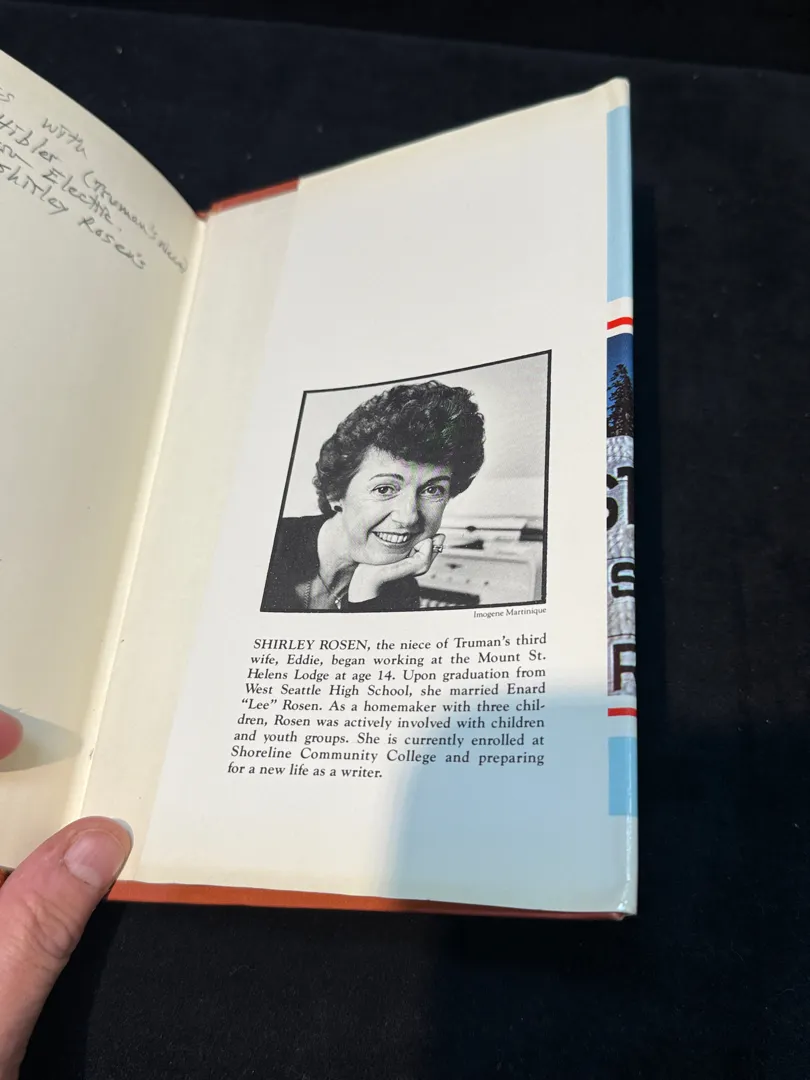 with
Hibler (Truman's niece)
Electric.
Shirley Rosen's
Imogene Martinique
SHIRLEY ROSEN, the niece of Truman's third
wife, Eddie, began working at the Mount St.
Helens Lodge at age 14. Upon graduation from
West Seattle High School, she married Enard
“Lee” Rosen. As a homemaker with three chil-
dren, Rosen was actively involved with children
and youth groups. She is currently enrolled at
Shoreline Community College and preparing
for a new life as a writer.
S
R